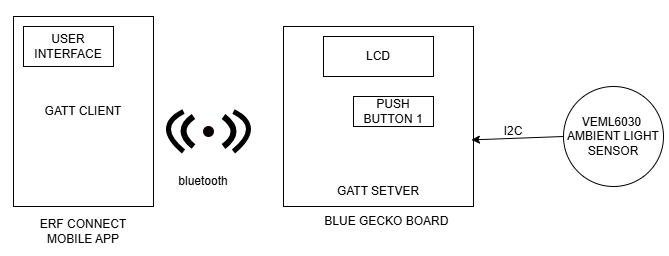 USER
INTERFACE
GATT CLIENT
ERF CONNECT
MOBILE APP
bluetooth
LCD
PUSH
BUTTON 1
GATT SETVER
BLUE GECKO BOARD
I2C
VEML6030
AMBIENT LIGHT
SENSOR